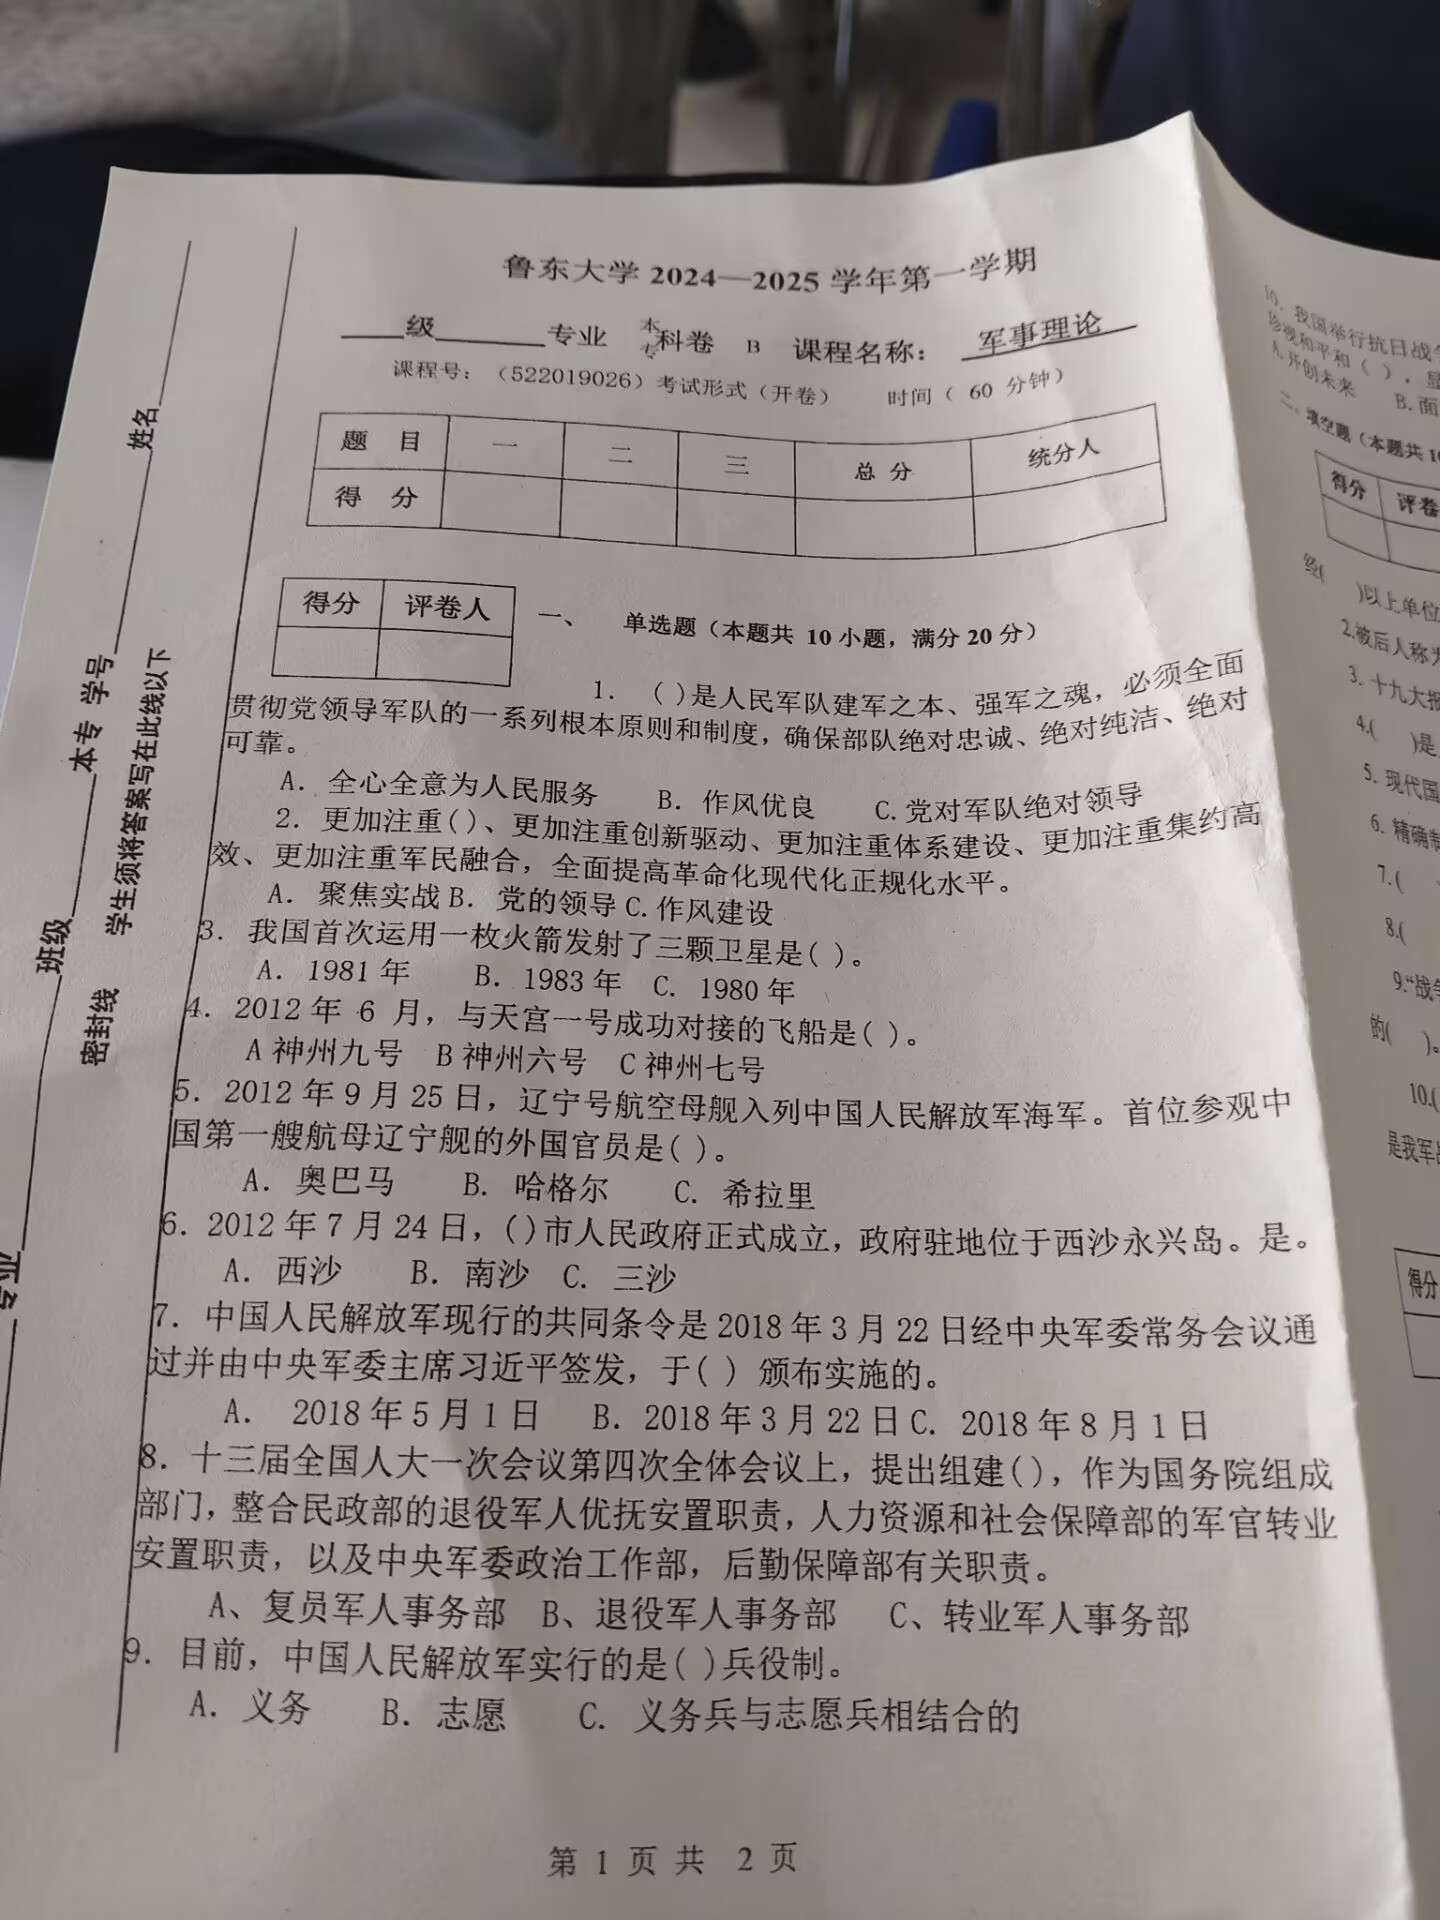 鲁东大学 2024—2025 学年第一学期
____级______专业 本专科卷 B 课程名称： 军事理论
课程号：（522019026）考试形式（开卷） 时间（ 60 分钟）
题 目 一 二 三 总 分 统分人
得 分
得分 评卷人
一、 单选题（本题共 10 小题，满分 20 分）
1. （ ）是人民军队建军之本、强军之魂，必须全面
贯彻党领导军队的一系列根本原则和制度，确保部队绝对忠诚、绝对纯洁、绝对
可靠。
A. 全心全意为人民服务 B. 作风优良 C.党对军队绝对领导
2. 更加注重( )、更加注重创新驱动、更加注重体系建设、更加注重集约高
效、更加注重军民融合，全面提高革命化现代化正规化水平。
A. 聚焦实战 B. 党的领导 C.作风建设
3. 我国首次运用一枚火箭发射了三颗卫星是( )。
A. 1981 年 B. 1983 年 C. 1980 年
4. 2012 年 6 月，与天宫一号成功对接的飞船是( )。
A 神州九号 B 神州六号 C 神州七号
5. 2012 年 9 月 25 日，辽宁号航空母舰入列中国人民解放军海军。首位参观中
国第一艘航母辽宁舰的外国官员是( )。
A. 奥巴马 B. 哈格尔 C. 希拉里
6. 2012 年 7 月 24 日，( )市人民政府正式成立，政府驻地位于西沙永兴岛。是。
A. 西沙 B. 南沙 C. 三沙
7. 中国人民解放军现行的共同条令是 2018 年 3 月 22 日经中央军委常务会议通
过并由中央军委主席习近平签发，于( ) 颁布实施的。
A. 2018 年 5 月 1 日 B. 2018 年 3 月 22 日 C. 2018 年 8 月 1 日
8. 十三届全国人大一次会议第四次全体会议上，提出组建( )，作为国务院组成
部门，整合民政部的退役军人优抚安置职责，人力资源和社会保障部的军官转业
安置职责，以及中央军委政治工作部，后勤保障部有关职责。
A、复员军人事务部 B、退役军人事务部 C、转业军人事务部
9. 目前，中国人民解放军实行的是( )兵役制。
A. 义务 B. 志愿 C. 义务兵与志愿兵相结合的
第 1 页 共 2 页
专业 班级 本专 学号 姓名
密封线 学生须将答案写在此线以下
10. 我国举行抗日战
珍视和平和（ ），显
A.开创未来 B.面
二、填空题（本题共 10
得分 评卷
经( )以上单位
2.被后人称为
3. 十九大报
4.( )是
5. 现代国
6. 精确制
7.(
8.(
9.“战争
的( )。
10.(
是我军
得分